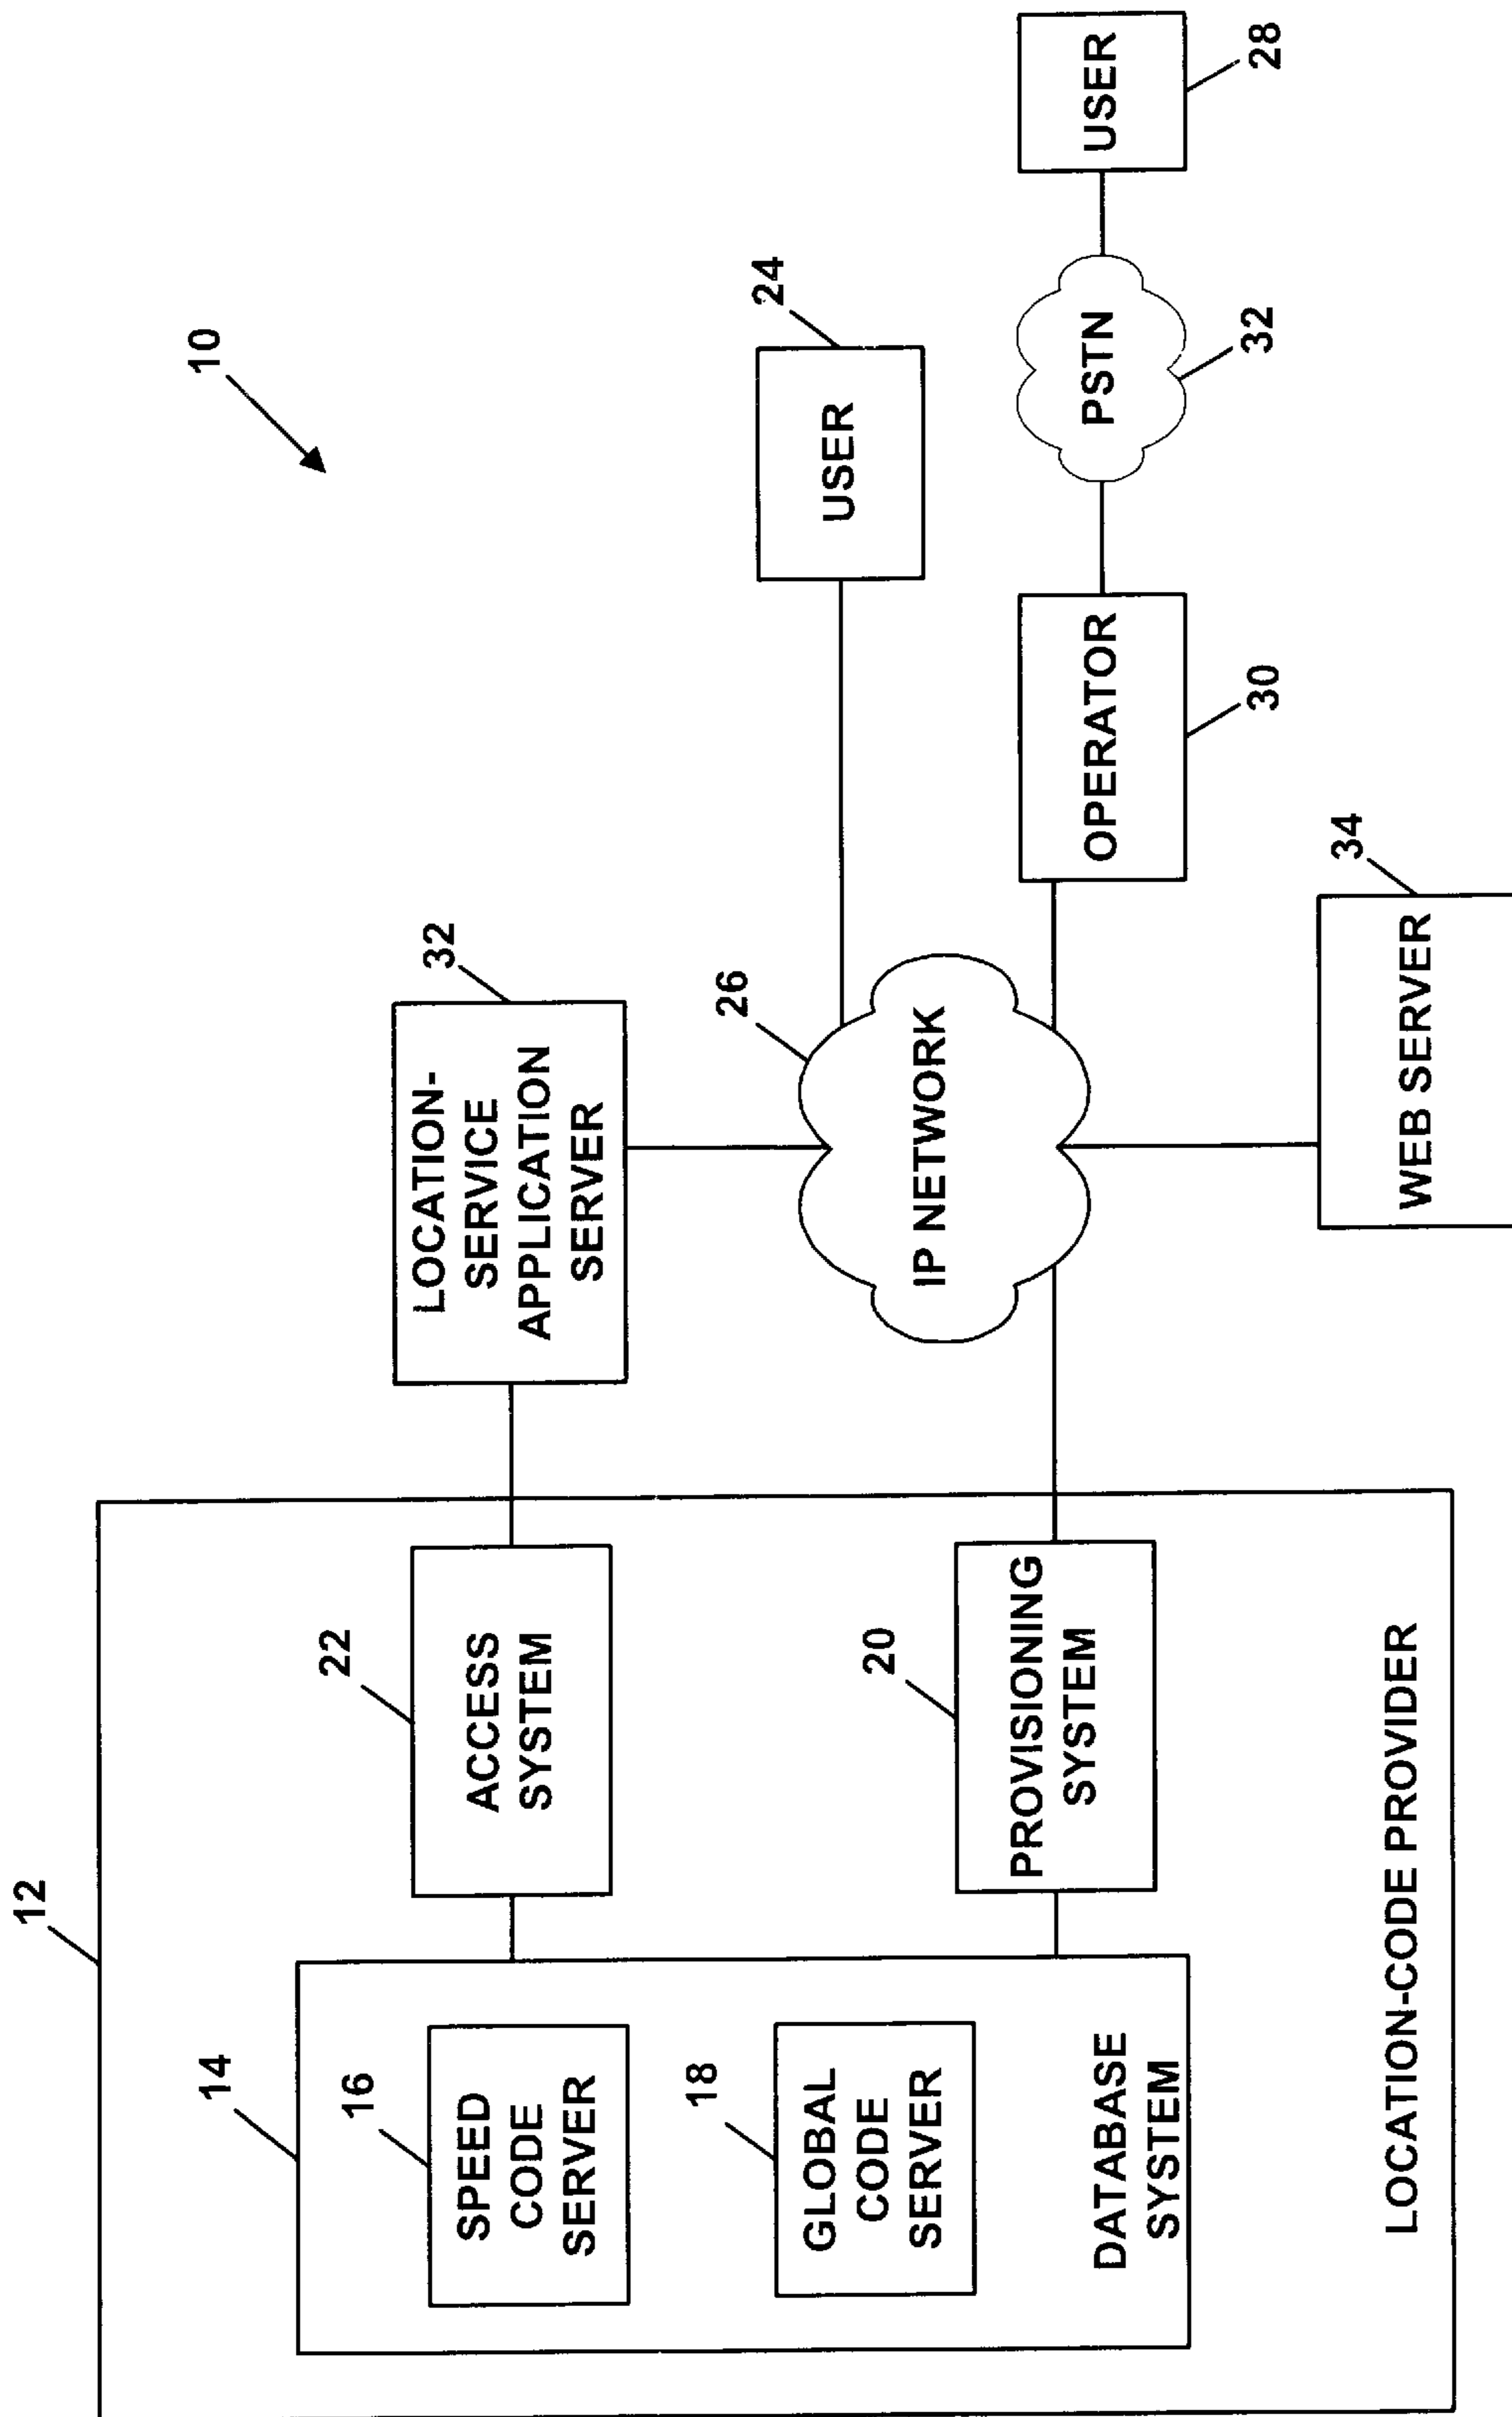 10
12
14
16
SPEED
CODE
SERVER
18
GLOBAL
CODE
SERVER
DATABASE
SYSTEM
22
ACCESS
SYSTEM
20
PROVISIONING
SYSTEM
LOCATION-CODE PROVIDER
32
LOCATION-
SERVICE
APPLICATION
SERVER
26
IP NETWORK
24
USER
34
WEB SERVER
OPERATOR
30
PSTN
32
USER
28